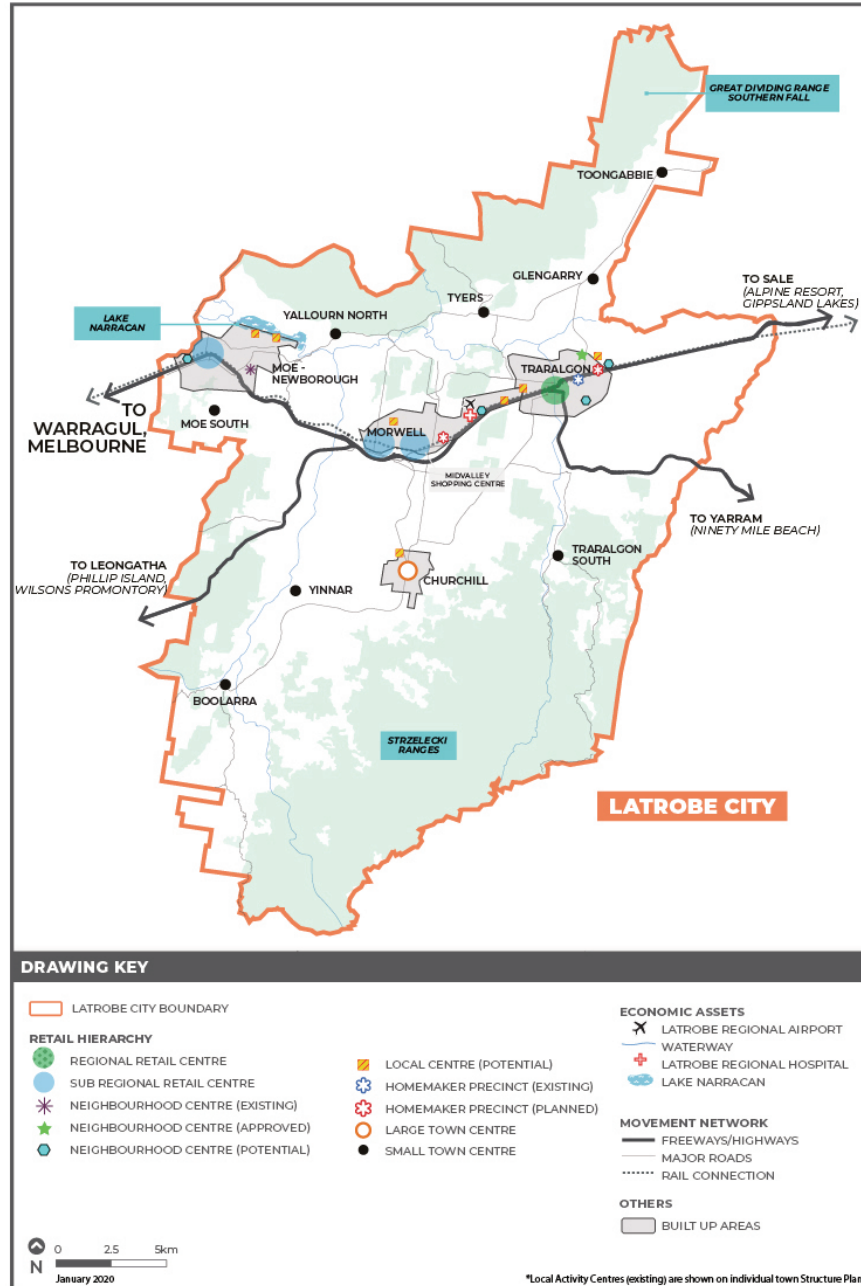 GREAT DIVIDING RANGE
SOUTHERN FALL
TOONGABBIE
GLENGARRY
TO SALE
(ALPINE RESORT,
GIPPSLAND LAKES)
TYERS
LAKE
NARRACAN
YALLOURN NORTH
TRARALGON
MOE -
NEWBOROUGH
TO
WARRAGUL,
MELBOURNE
MOE SOUTH
MORWELL
MIDVALLEY
SHOPPING CENTRE
TO YARRAM
(NINETY MILE BEACH)
TO LEONGATHA
(PHILLIP ISLAND,
WILSONS PROMONTORY)
TRARALGON
SOUTH
CHURCHILL
YINNAR
BOOLARRA
STRZELECKI
RANGES
LATROBE CITY
DRAWING KEY
LATROBE CITY BOUNDARY
RETAIL HIERARCHY
REGIONAL RETAIL CENTRE
SUB REGIONAL RETAIL CENTRE
NEIGHBOURHOOD CENTRE (EXISTING)
NEIGHBOURHOOD CENTRE (APPROVED)
NEIGHBOURHOOD CENTRE (POTENTIAL)
LOCAL CENTRE (POTENTIAL)
HOMEMAKER PRECINCT (EXISTING)
HOMEMAKER PRECINCT (PLANNED)
LARGE TOWN CENTRE
SMALL TOWN CENTRE
ECONOMIC ASSETS
LATROBE REGIONAL AIRPORT
WATERWAY
LATROBE REGIONAL HOSPITAL
LAKE NARRACAN
MOVEMENT NETWORK
FREEWAYS/HIGHWAYS
MAJOR ROADS
RAIL CONNECTION
OTHERS
BUILT UP AREAS
0 2.5 5km
N
January 2020
*Local Activity Centres (existing) are shown on individual town Structure Plan